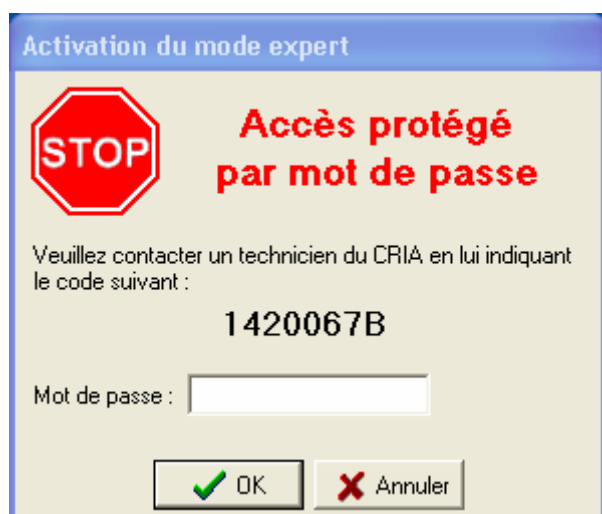 Activation du mode expert
STOP
Accès protégé
par mot de passe
Veuillez contacter un technicien du CRIA en lui indiquant
le code suivant :
1420067B
Mot de passe :
OK
Annuler